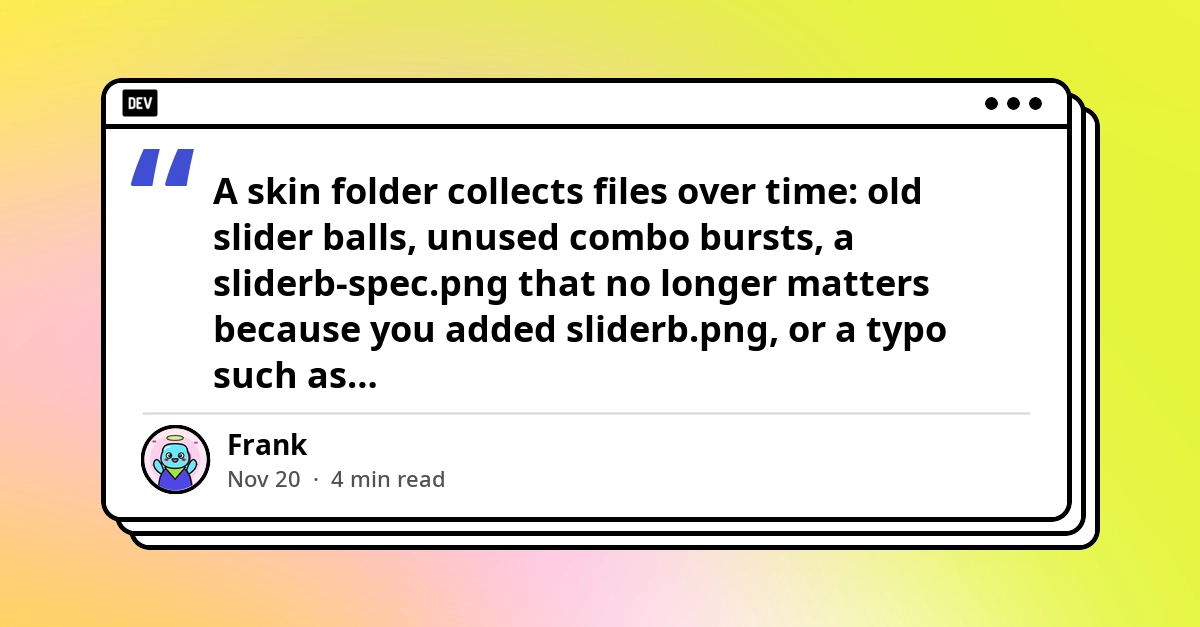 DEV
“
A skin folder collects files over time: old
slider balls, unused combo bursts, a
sliderb-spec.png that no longer matters
because you added sliderb.png, or a typo
such as...
Frank
Nov 20 · 4 min read